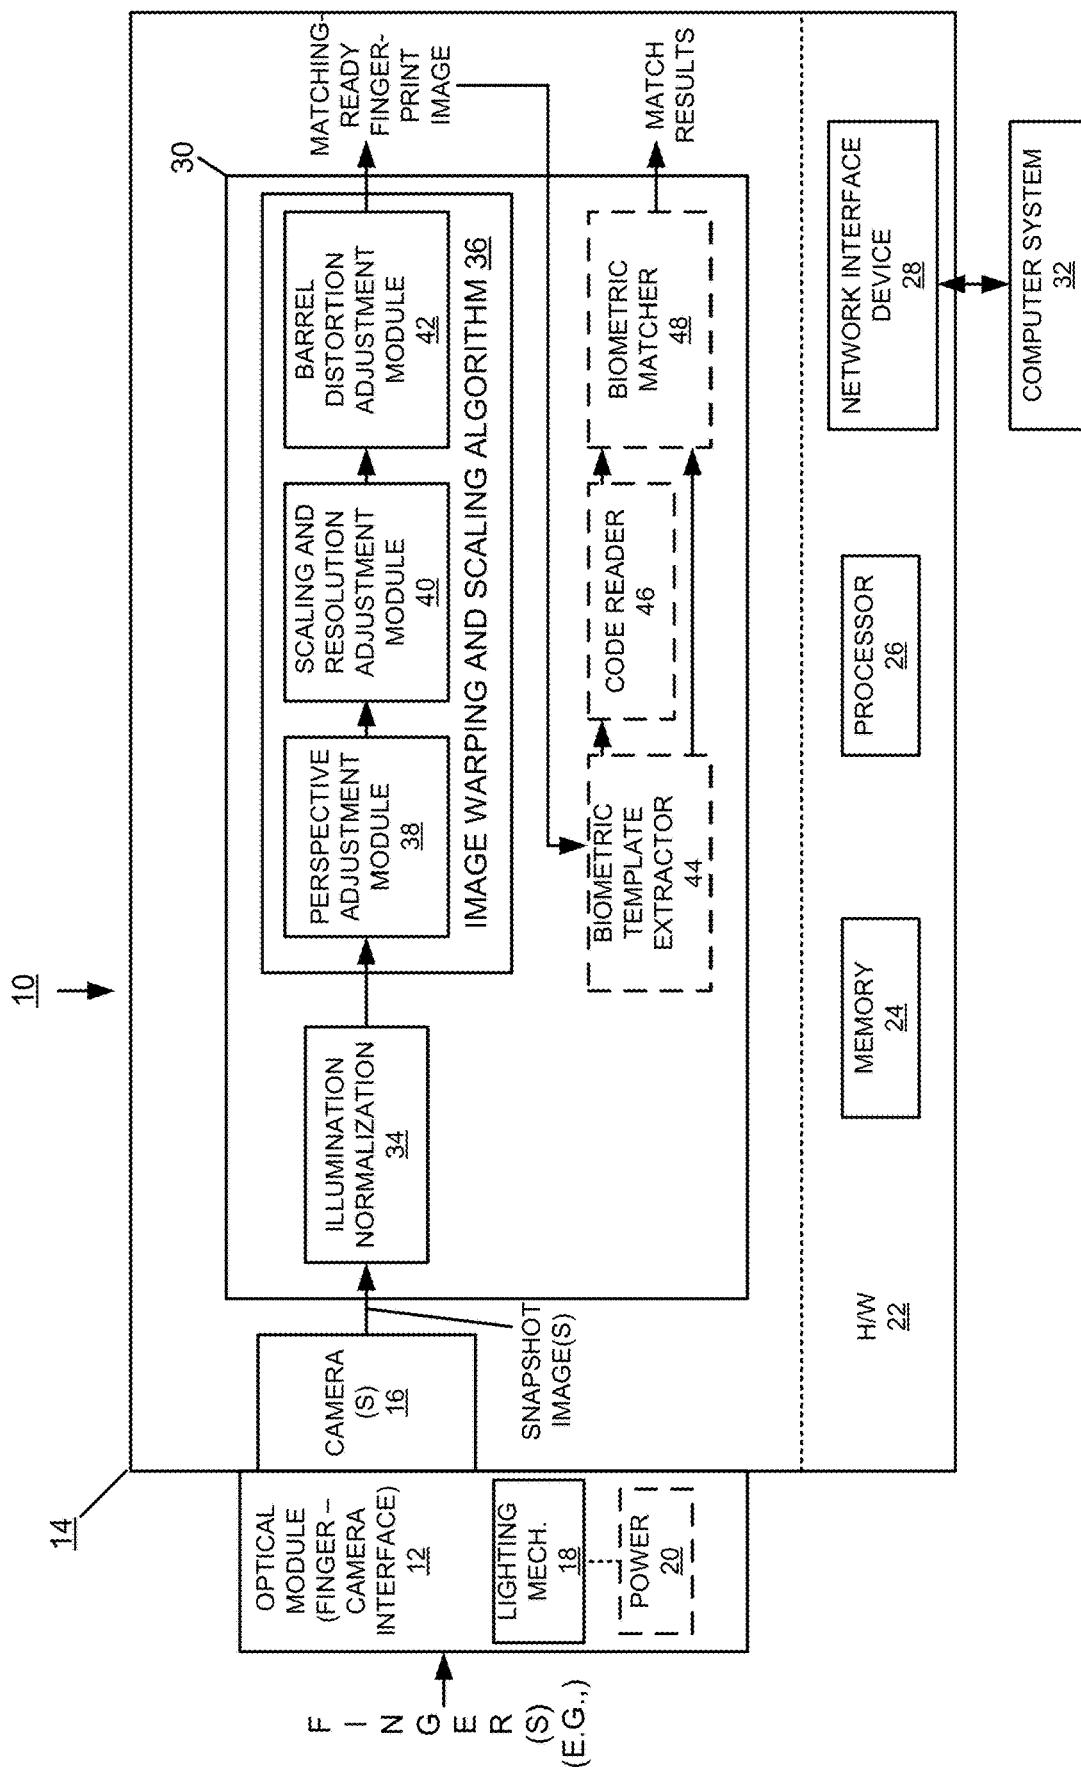 10
14
30
F
I
N
G
E
R
(S)
(E.G.,)
OPTICAL
MODULE
(FINGER –
CAMERA
INTERFACE)
12
LIGHTING
MECH.
18
POWER
20
CAMERA
(S)
16
SNAPSHOT
IMAGE(S)
ILLUMINATION
NORMALIZATION
34
PERSPECTIVE
ADJUSTMENT
MODULE
38
SCALING AND
RESOLUTION
ADJUSTMENT
MODULE
40
BARREL
DISTORTION
ADJUSTMENT
MODULE
42
IMAGE WARPING AND SCALING ALGORITHM 36
MATCHING-
READY
FINGER-
PRINT
IMAGE
BIOMETRIC
TEMPLATE
EXTRACTOR
44
CODE READER
46
BIOMETRIC
MATCHER
48
MATCH
RESULTS
H/W
22
MEMORY
24
PROCESSOR
26
NETWORK INTERFACE
DEVICE
28
COMPUTER SYSTEM
32